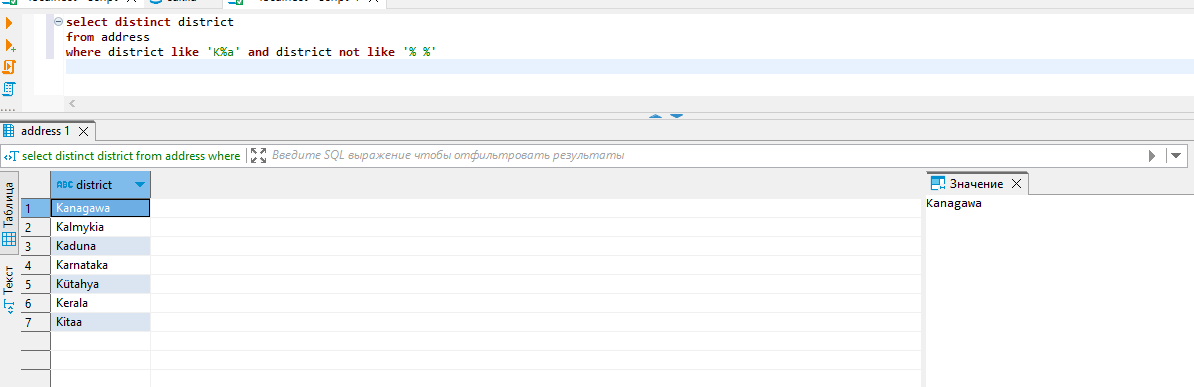 select distinct district
from address
where district like 'K%a' and district not like '% %'
address 1
select distinct district from address where
Введите SQL выражение чтобы отфильтровать результаты
Таблица
Текст
ABC district
1 Kanagawa
2 Kalmykia
3 Kaduna
4 Karnataka
5 Kütahya
6 Kerala
7 Kitaa
Значение
Kanagawa